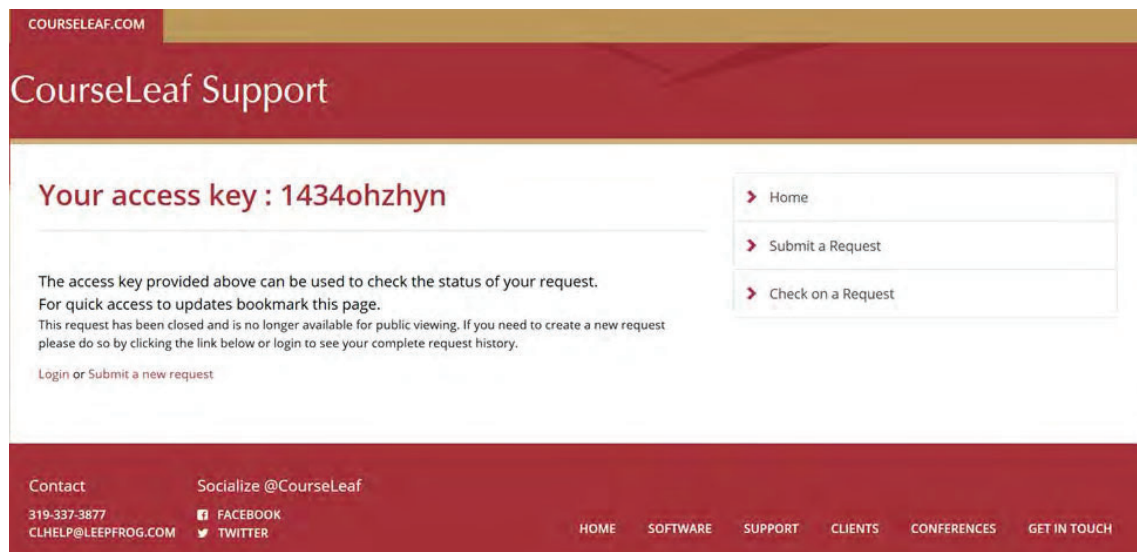 COURSELEAF.COM
CourseLeaf Support
Your access key : 1434ohzhyn
The access key provided above can be used to check the status of your request.
For quick access to updates bookmark this page.
This request has been closed and is no longer available for public viewing. If you need to create a new request
please do so by clicking the link below or login to see your complete request history.
Login or Submit a new request
Home
Submit a Request
Check on a Request
Contact
319-337-3877
CLHELP@LEEPFROG.COM
Socialize @CourseLeaf
FACEBOOK
TWITTER
HOME SOFTWARE SUPPORT CLIENTS CONFERENCES GET IN TOUCH